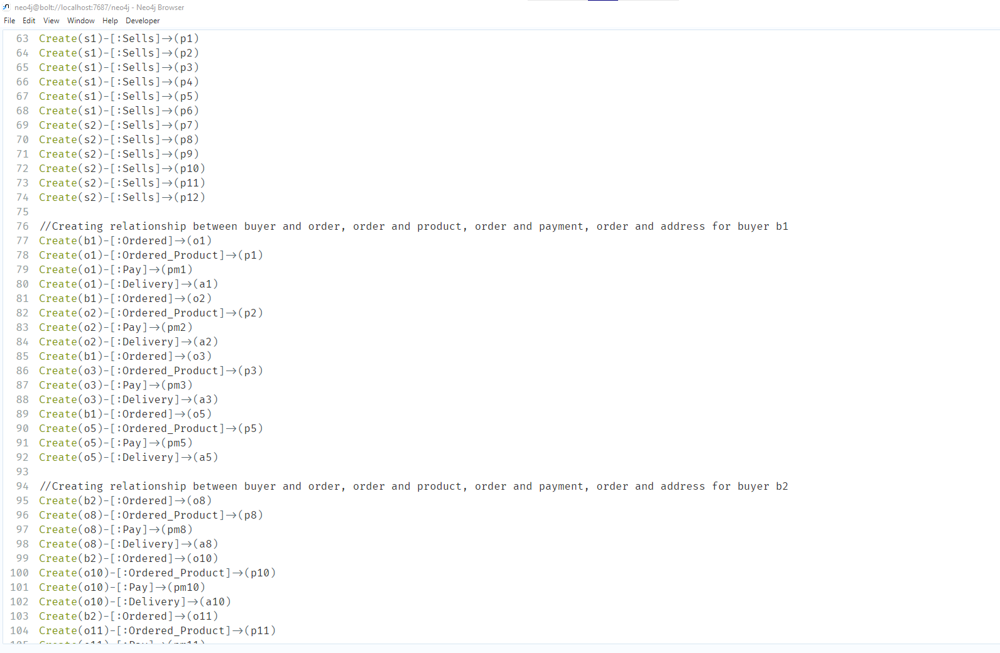 neo4j@bolt://localhost:7687/neo4j - Neo4j Browser
File Edit View Window Help Developer
63 Create(s1)-[:Sells]->(p1)
64 Create(s1)-[:Sells]->(p2)
65 Create(s1)-[:Sells]->(p3)
66 Create(s1)-[:Sells]->(p4)
67 Create(s1)-[:Sells]->(p5)
68 Create(s1)-[:Sells]->(p6)
69 Create(s2)-[:Sells]->(p7)
70 Create(s2)-[:Sells]->(p8)
71 Create(s2)-[:Sells]->(p9)
72 Create(s2)-[:Sells]->(p10)
73 Create(s2)-[:Sells]->(p11)
74 Create(s2)-[:Sells]->(p12)
75
76 //Creating relationship between buyer and order, order and product, order and payment, order and address for buyer b1
77 Create(b1)-[:Ordered]->(o1)
78 Create(o1)-[:Ordered_Product]->(p1)
79 Create(o1)-[:Pay]->(pm1)
80 Create(o1)-[:Delivery]->(a1)
81 Create(b1)-[:Ordered]->(o2)
82 Create(o2)-[:Ordered_Product]->(p2)
83 Create(o2)-[:Pay]->(pm2)
84 Create(o2)-[:Delivery]->(a2)
85 Create(b1)-[:Ordered]->(o3)
86 Create(o3)-[:Ordered_Product]->(p3)
87 Create(o3)-[:Pay]->(pm3)
88 Create(o3)-[:Delivery]->(a3)
89 Create(b1)-[:Ordered]->(o5)
90 Create(o5)-[:Ordered_Product]->(p5)
91 Create(o5)-[:Pay]->(pm5)
92 Create(o5)-[:Delivery]->(a5)
93
94 //Creating relationship between buyer and order, order and product, order and payment, order and address for buyer b2
95 Create(b2)-[:Ordered]->(o8)
96 Create(o8)-[:Ordered_Product]->(p8)
97 Create(o8)-[:Pay]->(pm8)
98 Create(o8)-[:Delivery]->(a8)
99 Create(b2)-[:Ordered]->(o10)
100 Create(o10)-[:Ordered_Product]->(p10)
101 Create(o10)-[:Pay]->(pm10)
102 Create(o10)-[:Delivery]->(a10)
103 Create(b2)-[:Ordered]->(o11)
104 Create(o11)-[:Ordered_Product]->(p11)
105 Create(o11)-[:Pay]->(pm11)